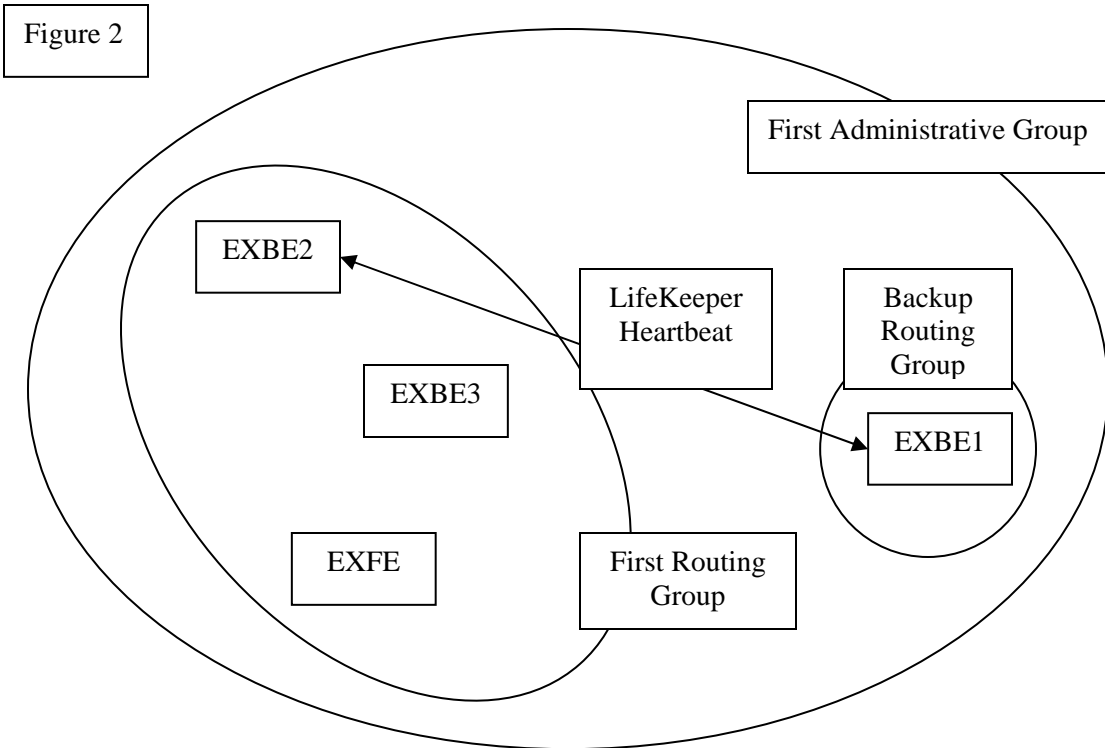 Figure 2
First Administrative Group
EXBE2
LifeKeeper
Heartbeat
Backup
Routing
Group
EXBE3
EXBE1
EXFE
First Routing
Group